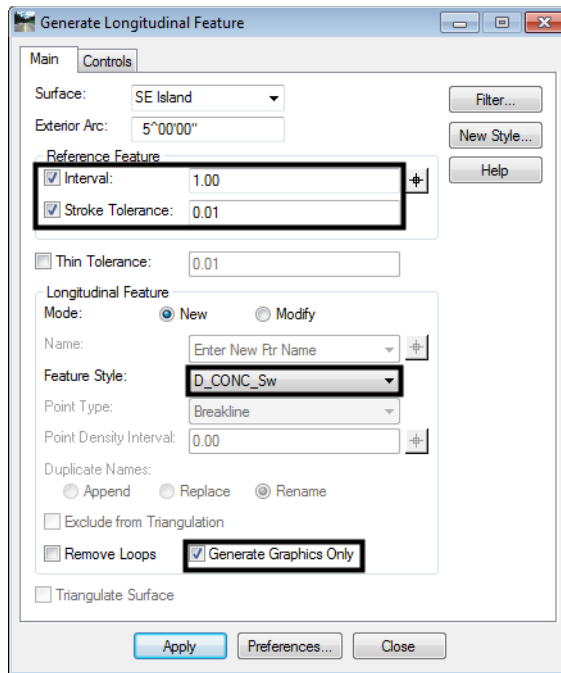 Generate Longitudinal Feature
Main Controls
Surface: SE Island
Filter...
Exterior Arc: 5^00'00"
New Style...
Reference Feature
Help
Interval: 1.00
Stroke Tolerance: 0.01
Thin Tolerance: 0.01
Longitudinal Feature
Mode: New Modify
Name: Enter New Ftr Name
Feature Style: D_CONC_Sw
Point Type: Breakline
Point Density Interval: 0.00
Duplicate Names:
Append Replace Rename
Exclude from Triangulation
Remove Loops Generate Graphics Only
Triangulate Surface
Apply Preferences... Close